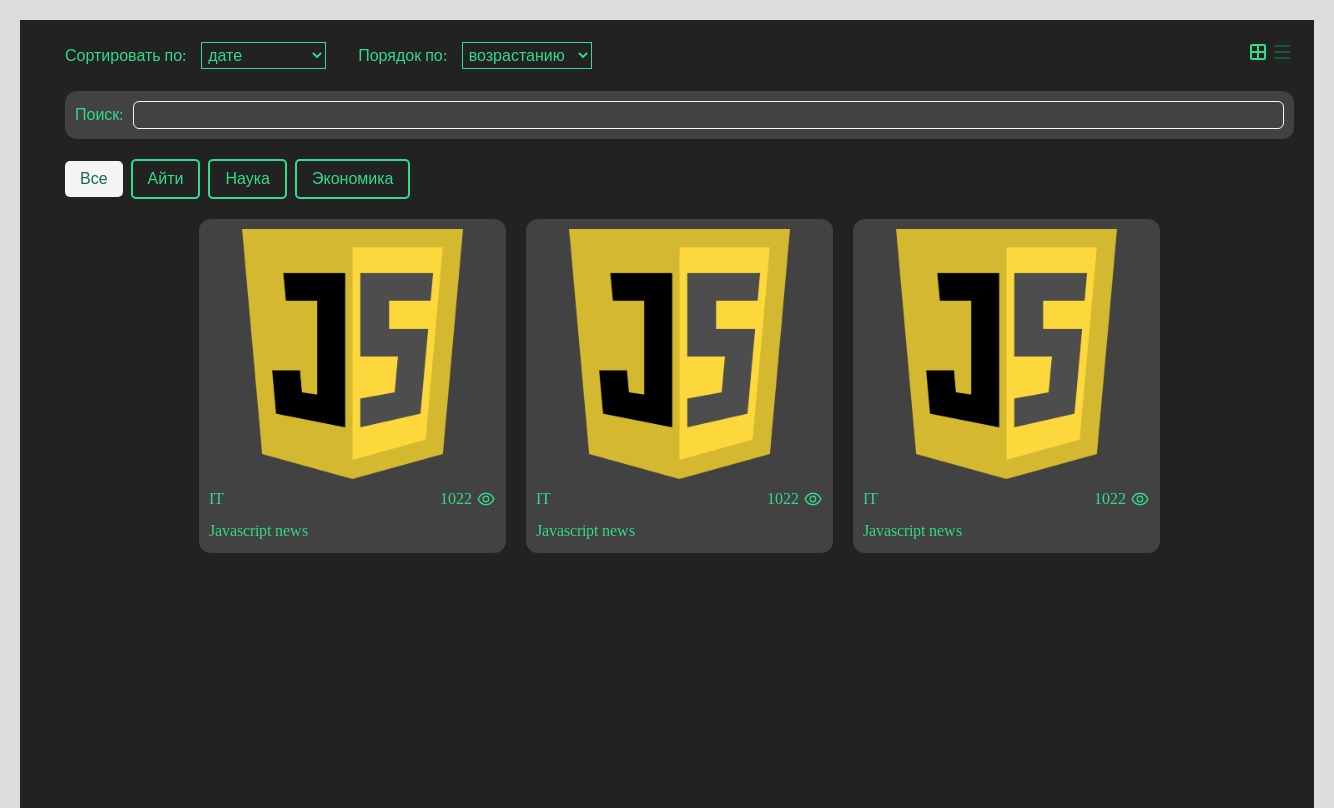 Сортировать по: дате Порядок по: возрастанию
Поиск:
Все Айти Наука Экономика
JS JS JS
IT 1022 IT 1022 IT 1022
Javascript news Javascript news Javascript news